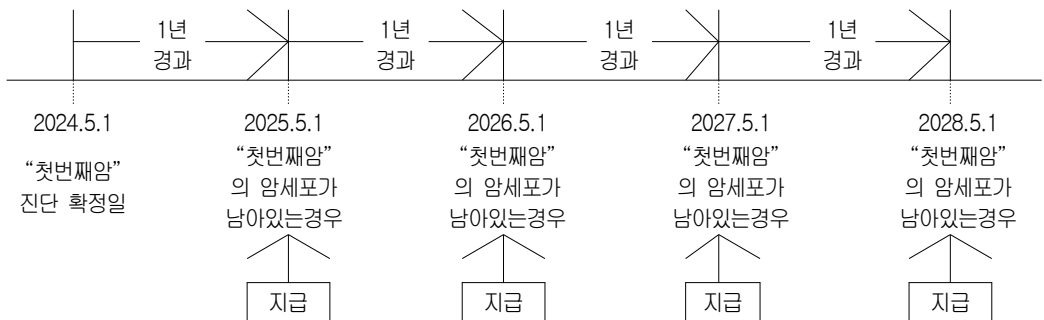 1년 1년 1년 1년
경과 경과 경과 경과
2024.5.1 2025.5.1 2026.5.1 2027.5.1 2028.5.1
“첫번째암”
진단 확정일
“첫번째암”
의 암세포가
남아있는경우
“첫번째암”
의 암세포가
남아있는경우
“첫번째암”
의 암세포가
남아있는경우
“첫번째암”
의 암세포가
남아있는경우
지급 지급 지급 지급